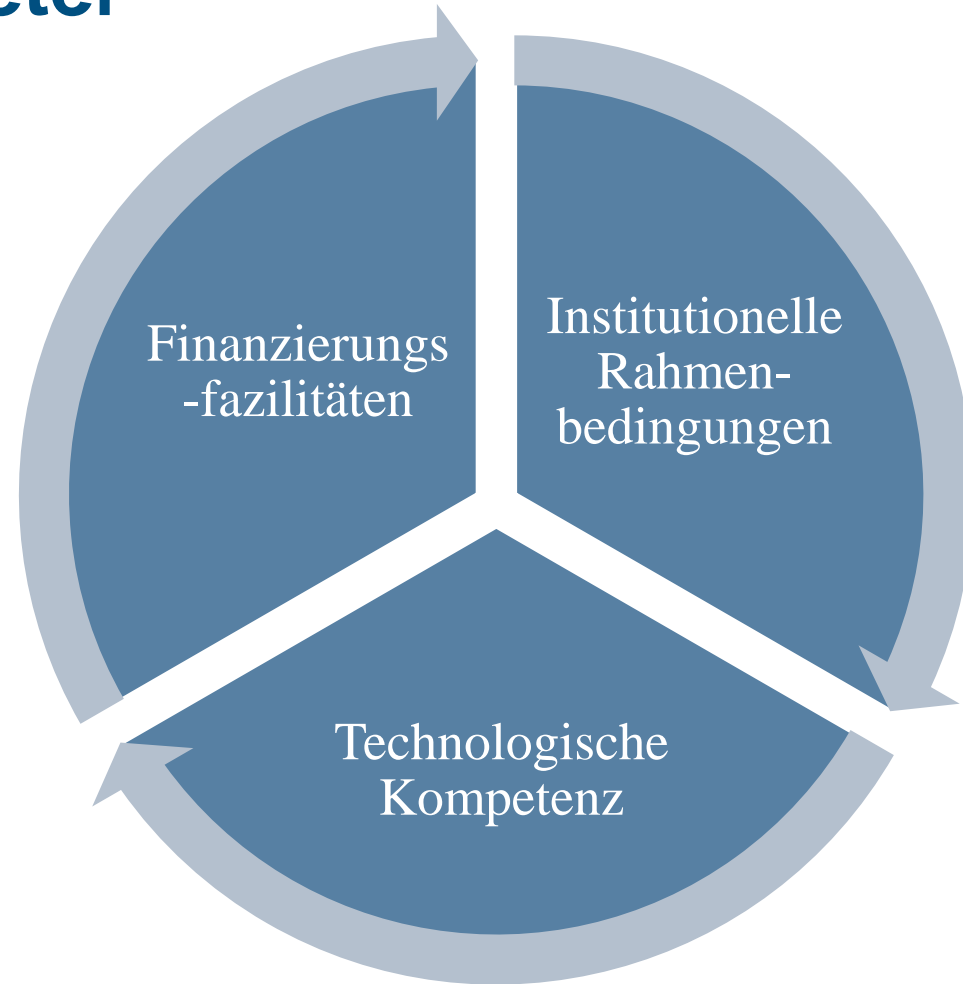 Finanzierungs
-fazilitäten
Institutionelle
Rahmen-
bedingungen
Technologische
Kompetenz